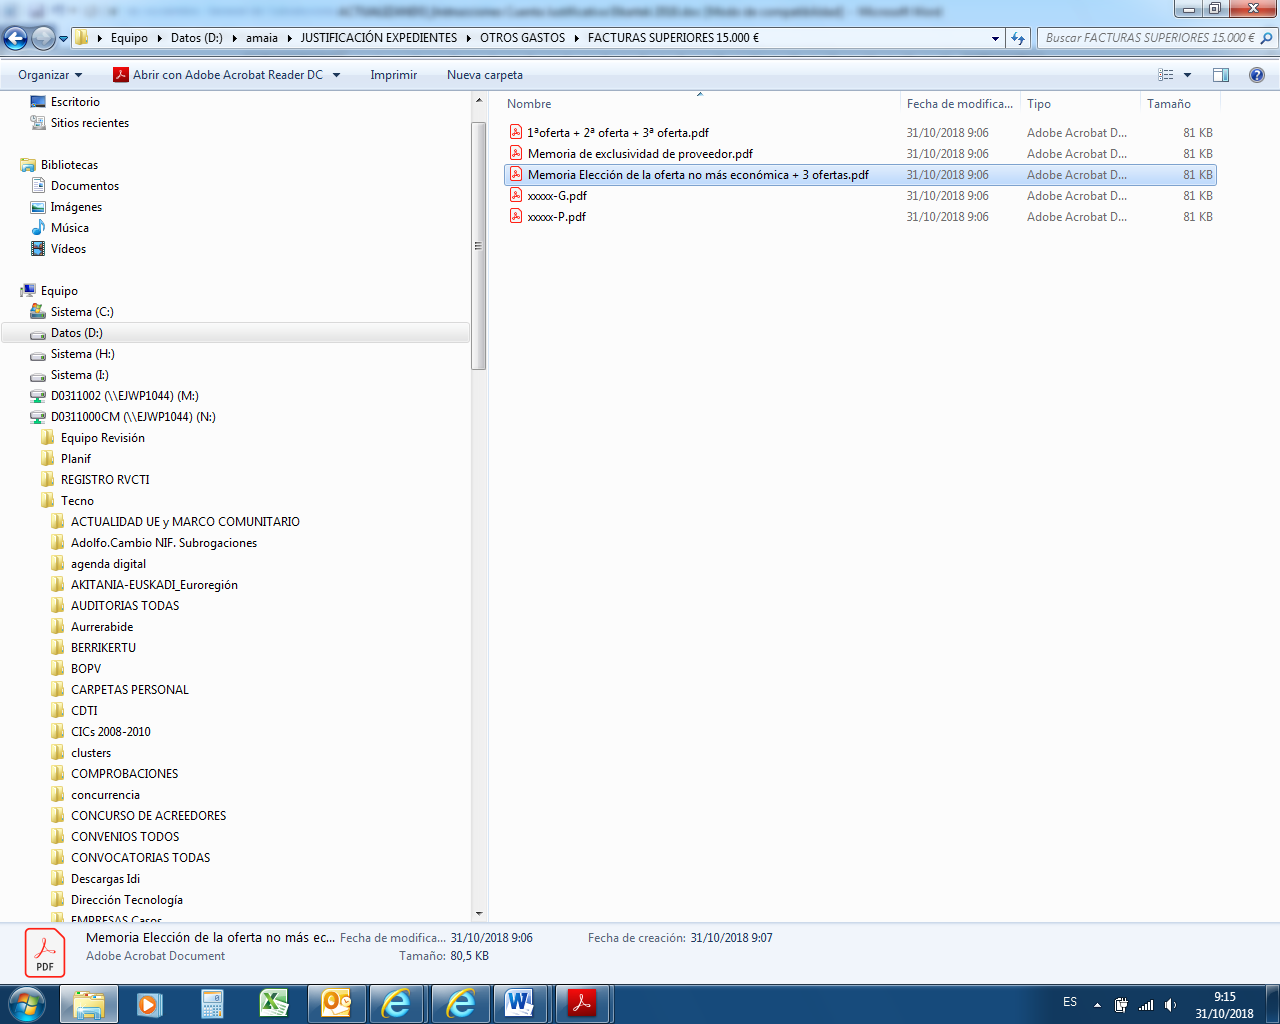 Equipo Datos (D:) amaia JUSTIFICACIÓN EXPEDIENTES OTROS GASTOS FACTURAS SUPERIORES 15.000 €
Buscar FACTURAS SUPERIORES 15.000 €
Organizar Abrir con Adobe Acrobat Reader DC Imprimir Nueva carpeta
Escritorio
Sitios recientes
Bibliotecas
Documentos
Imágenes
Música
Vídeos
Equipo
Sistema (C:)
Datos (D:)
Sistema (H:)
Sistema (I:)
D0311002 (\\EJWP1044) (M:)
D0311000CM (\\EJWP1044) (N:)
Equipo Revisión
Planif
REGISTRO RVCTI
Tecno
ACTUALIDAD UE y MARCO COMUNITARIO
Adolfo.Cambio NIF. Subrogaciones
agenda digital
AKITANIA-EUSKADI_Euroregión
AUDITORIAS TODAS
Aurrerabide
BERRIKERTU
BOPV
CARPETAS PERSONAL
CDTI
CICs 2008-2010
clusters
COMPROBACIONES
concurrencia
CONCURSO DE ACREEDORES
CONVENIOS TODOS
CONVOCATORIAS TODAS
Descargas Idi
Dirección Tecnología
EMPRESAS Casos
Nombre Fecha de modifica... Tipo Tamaño
1ªoferta + 2ª oferta + 3ª oferta.pdf 31/10/2018 9:06 Adobe Acrobat D... 81 KB
Memoria de exclusividad de proveedor.pdf 31/10/2018 9:06 Adobe Acrobat D... 81 KB
Memoria Elección de la oferta no más económica + 3 ofertas.pdf 31/10/2018 9:06 Adobe Acrobat D... 81 KB
xxxxx-G.pdf 31/10/2018 9:06 Adobe Acrobat D... 81 KB
xxxxx-P.pdf 31/10/2018 9:06 Adobe Acrobat D... 81 KB
PDF
Memoria Elección de la oferta no más ec... Fecha de modifica... 31/10/2018 9:06 Fecha de creación: 31/10/2018 9:07
Adobe Acrobat Document Tamaño: 80,5 KB
ES
9:15
31/10/2018